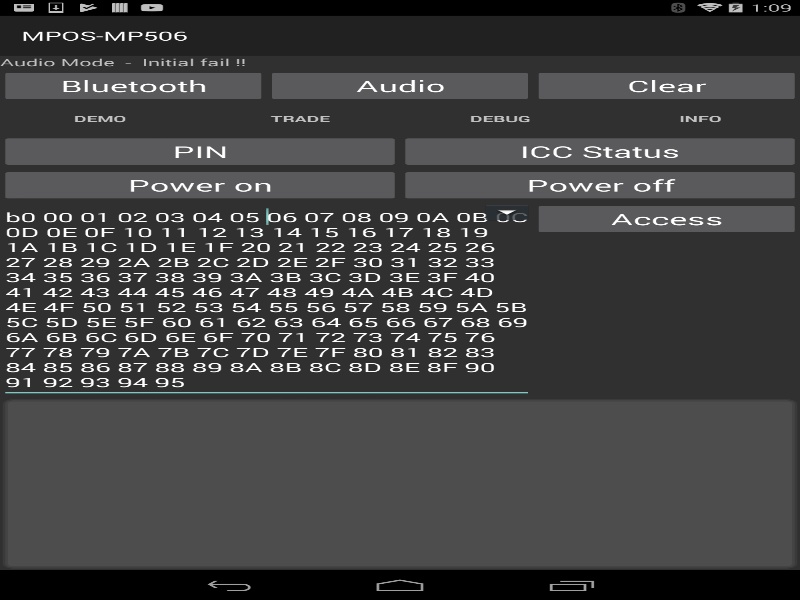 1:09
MPOS-MP506
Audio Mode - Initial fail !!
Bluetooth Audio Clear
DEMO TRADE DEBUG INFO
PIN ICC Status
Power on Power off
b0 00 01 02 03 04 05 06 07 08 09 0A 0B 0C
Access
0D 0E 0F 10 11 12 13 14 15 16 17 18 19
1A 1B 1C 1D 1E 1F 20 21 22 23 24 25 26
27 28 29 2A 2B 2C 2D 2E 2F 30 31 32 33
34 35 36 37 38 39 3A 3B 3C 3D 3E 3F 40
41 42 43 44 45 46 47 48 49 4A 4B 4C 4D
4E 4F 50 51 52 53 54 55 56 57 58 59 5A 5B
5C 5D 5E 5F 60 61 62 63 64 65 66 67 68 69
6A 6B 6C 6D 6E 6F 70 71 72 73 74 75 76
77 78 79 7A 7B 7C 7D 7E 7F 80 81 82 83
84 85 86 87 88 89 8A 8B 8C 8D 8E 8F 90
91 92 93 94 95